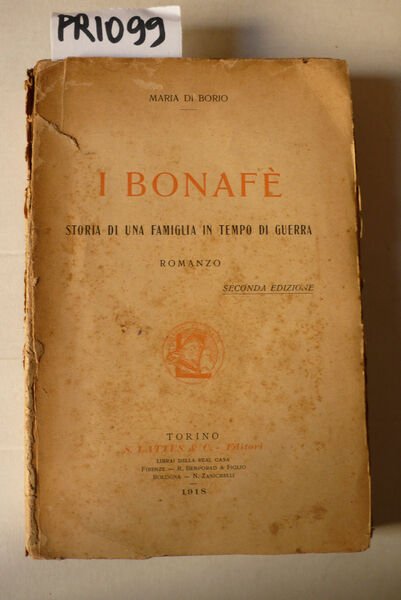 PR1099
MARIA DI BORIO
I BONAFÈ
STORIA DI UNA FAMIGLIA IN TEMPO DI GUERRA
ROMANZO
SECONDA EDIZIONE
TORINO
S. LATTES & C. - Editori
LIBRAI DELLA REAL CASA
FIRENZE — R. BEMPORAD & FIGLIO
BOLOGNA — N. ZANICHELLI
1918